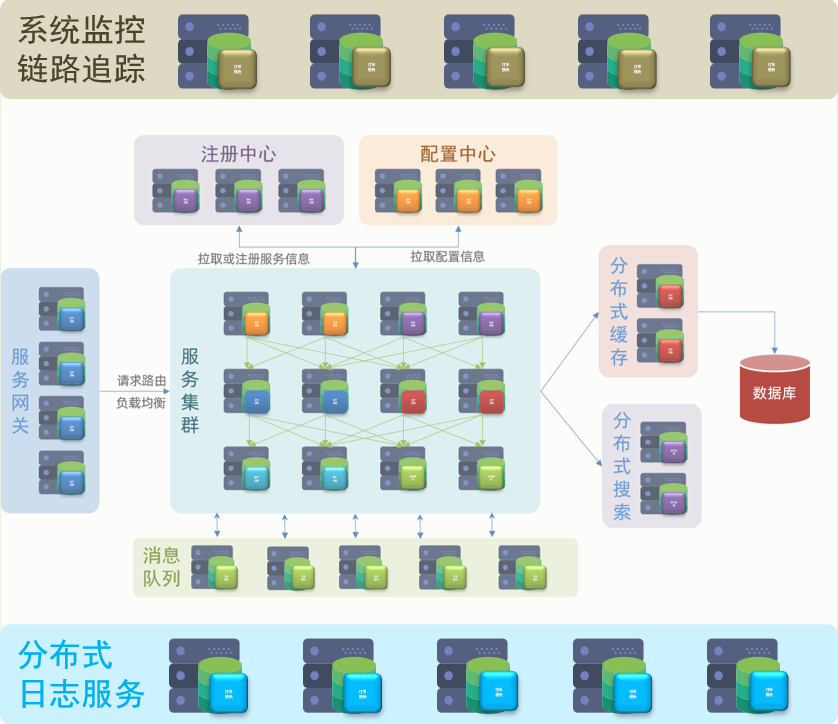 系统监控
链路追踪
注册中心
配置中心
拉取或注册服务信息
拉取配置信息
服务网关
请求路由
负载均衡
服务集群
分布式缓存
数据库
分布式搜索
消息
队列
分布式
日志服务